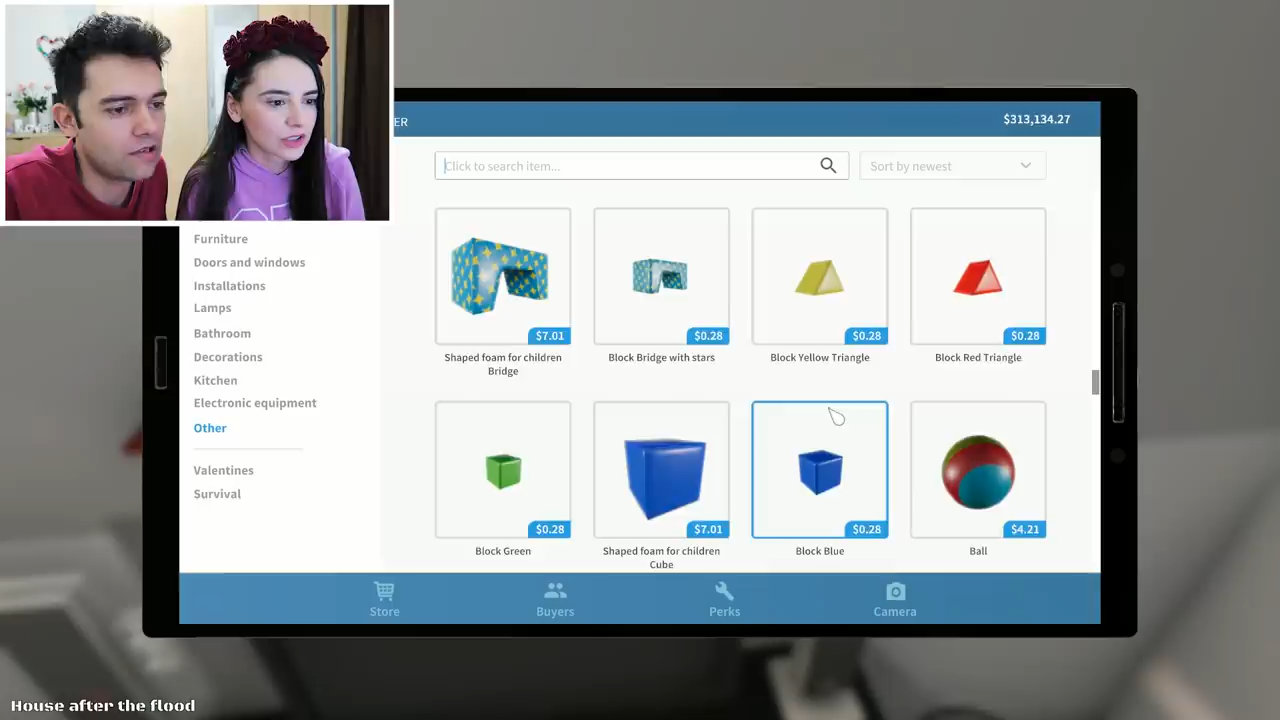 ER
$313,134.27
Click to search item...
Sort by newest
Furniture
Doors and windows
Installations
Lamps
Bathroom
Decorations
Kitchen
Electronic equipment
Other
Valentines
Survival
$7.01
$0.28
$0.28
$0.28
Shaped foam for children
Bridge
Block Bridge with stars
Block Yellow Triangle
Block Red Triangle
$0.28
$7.01
$0.28
$4.21
Block Green
Shaped foam for children
Cube
Block Blue
Ball
Store
Buyers
Perks
Camera
House after the flood